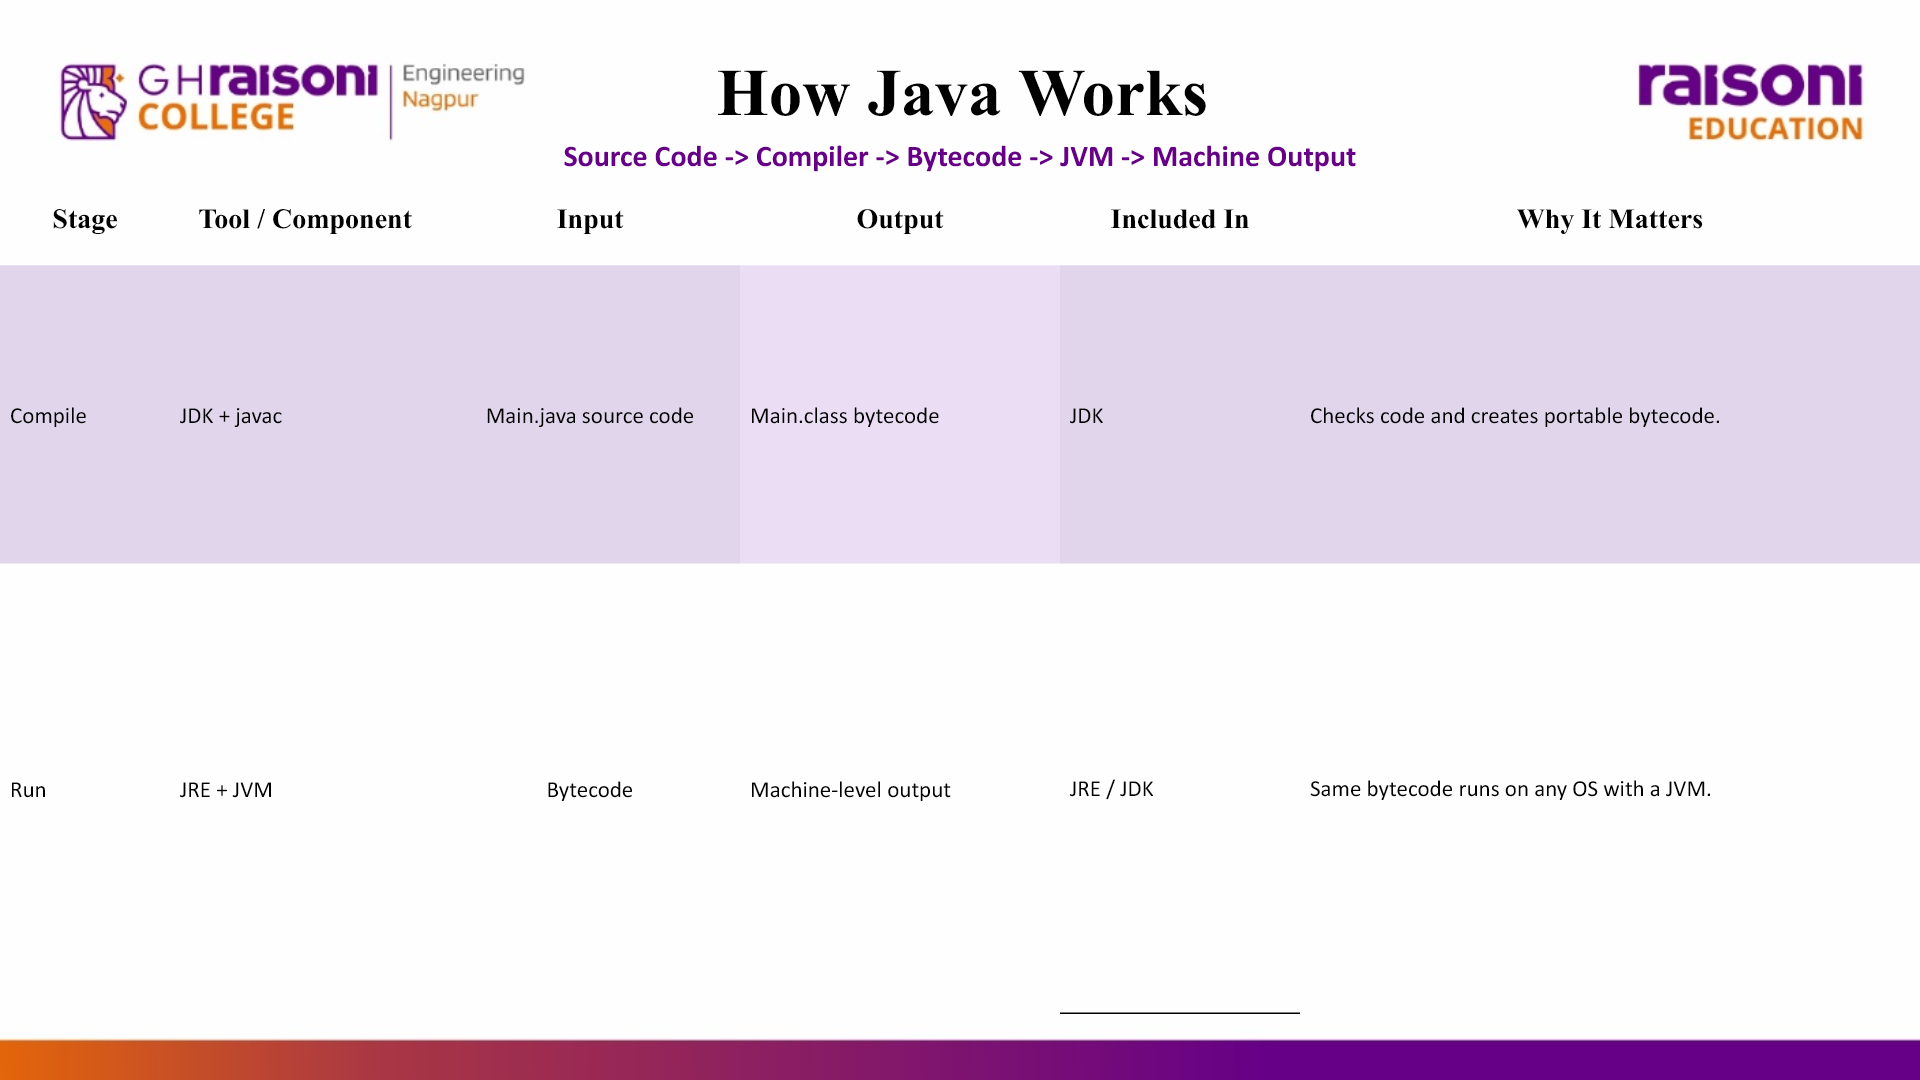 GHraisoni
COLLEGE
Engineering
Nagpur
How Java Works
raisoni
EDUCATION
Source Code -> Compiler -> Bytecode -> JVM -> Machine Output
Stage Tool / Component Input Output Included In Why It Matters
Compile JDK + javac Main.java source code Main.class bytecode JDK Checks code and creates portable bytecode.
Run JRE + JVM Bytecode Machine-level output JRE / JDK Same bytecode runs on any OS with a JVM.